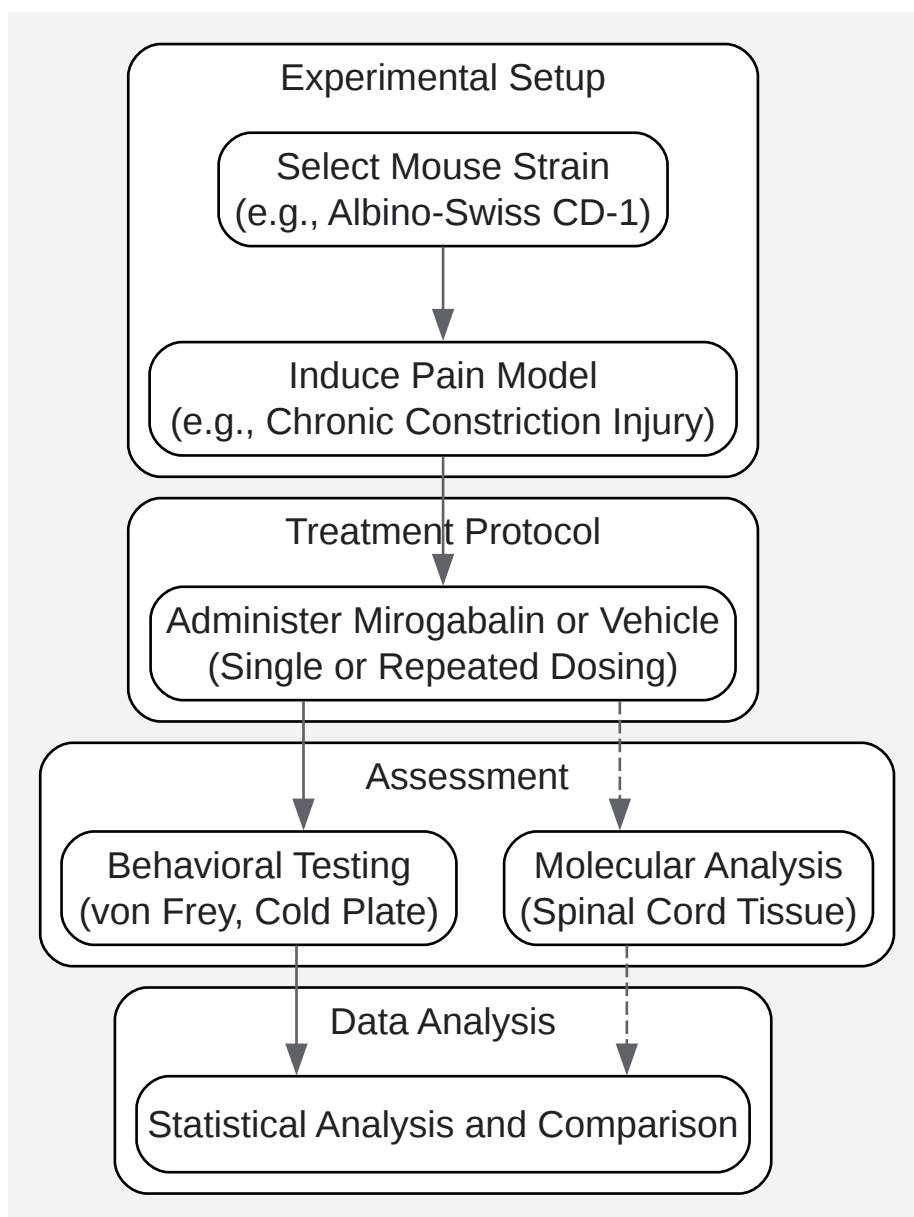 Experimental Setup
Select Mouse Strain
(e.g., Albino-Swiss CD-1)
Induce Pain Model
(e.g., Chronic Constriction Injury)
Treatment Protocol
Administer Mirogabalin or Vehicle
(Single or Repeated Dosing)
Assessment
Behavioral Testing
(von Frey, Cold Plate)
Molecular Analysis
(Spinal Cord Tissue)
Data Analysis
Statistical Analysis and Comparison